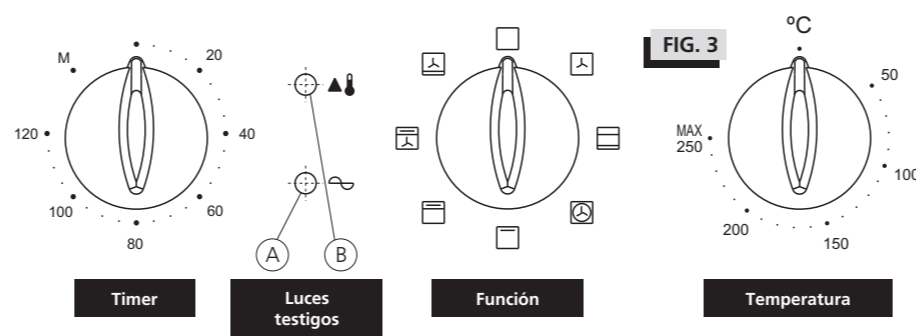 M
20
40
60
80
100
120
A
B
FIG. 3
ºC
50
100
150
200
MAX
250
Timer
Luces
testigos
Función
Temperatura